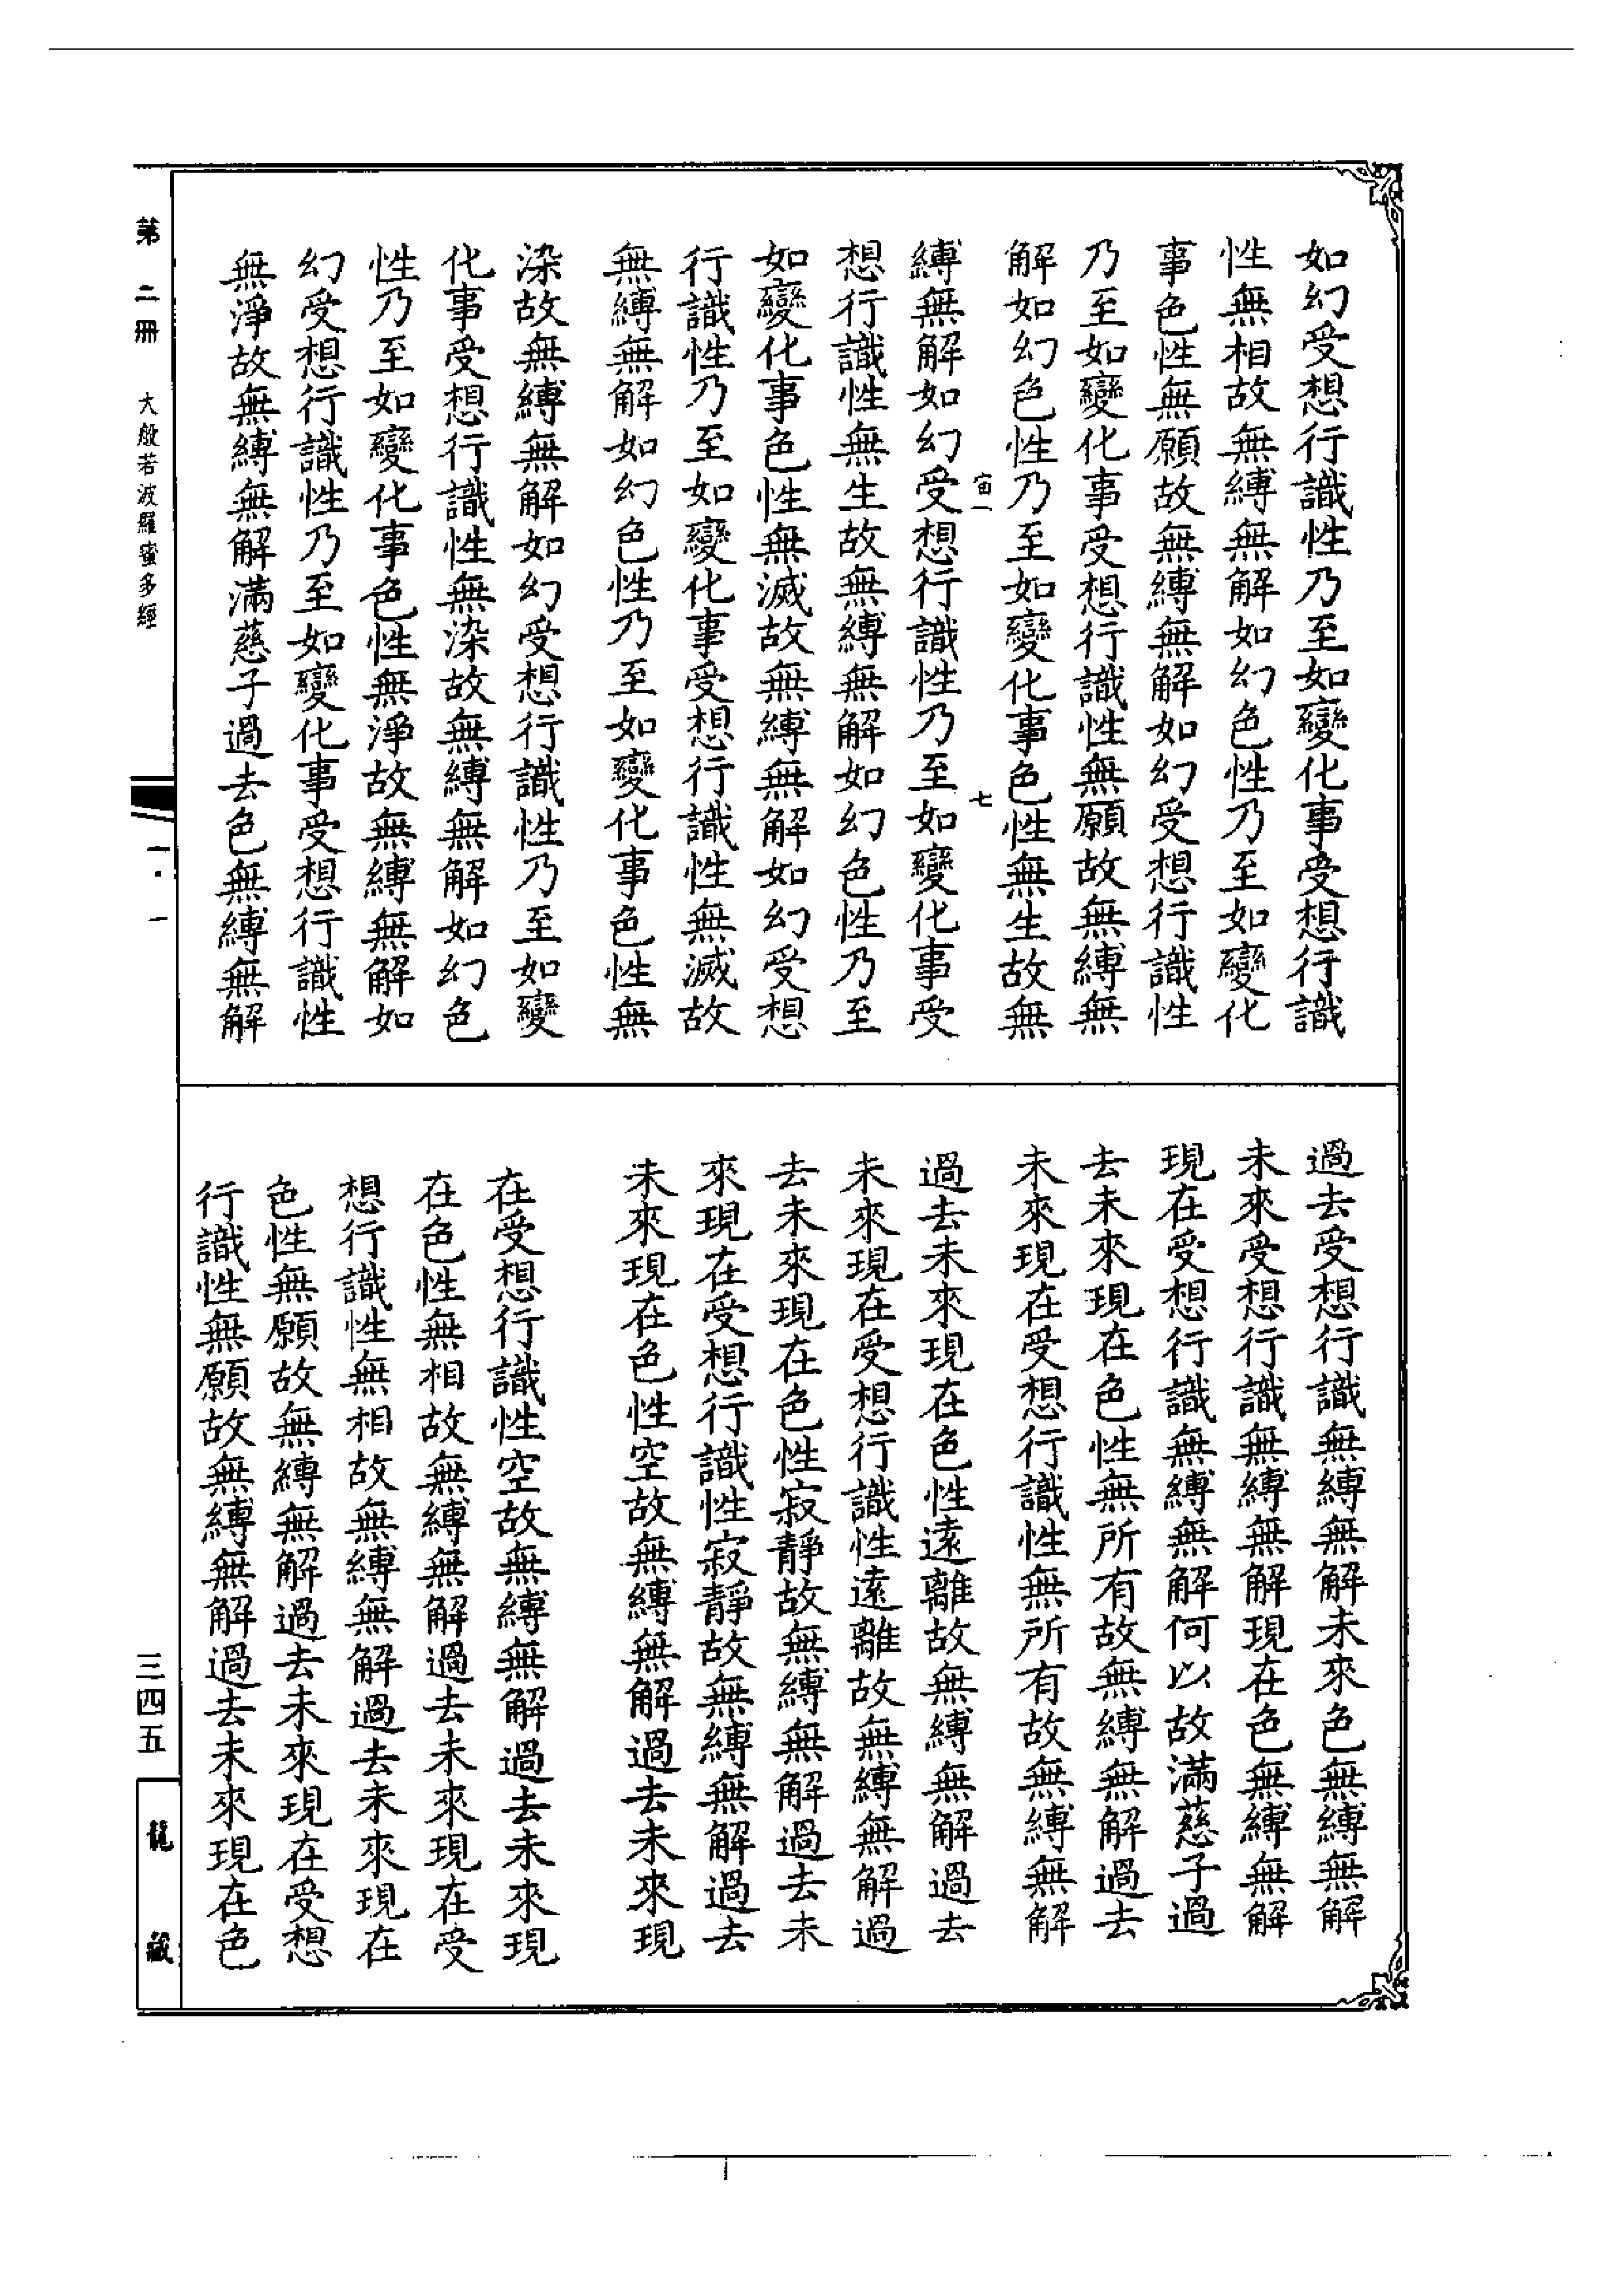 如幻受想行識性乃至如變化事受想行識
性無相故無縛無解如幻色性乃至如變化
事色性無願故無縛無解如幻受想行識性
乃至如變化事受想行識性無願故無縛無
解如幻色性乃至如變化事色性無生故無
宙一 七
縛無解如幻受想行識性乃至如變化事受
想行識性無生故無縛無解如幻色性乃至
如變化事色性無滅故無縛無解如幻受想
行識性乃至如變化事受想行識性無滅故
無縛無解如幻色性乃至如變化事色性無
染故無縛無解如幻受想行識性乃至如變
化事受想行識性無染故無縛無解如幻色
性乃至如變化事色性無淨故無縛無解如
幻受想行識性乃至如變化事受想行識性
無淨故無縛無解滿慈子過去色無縛無解
過去受想行識無縛無解未來色無縛無解
未來受想行識無縛無解現在色無縛無解
現在受想行識無縛無解何以故滿慈子過
去未來現在色性無所有故無縛無解過去
未來現在受想行識性無所有故無縛無解
過去未來現在色性遠離故無縛無解過去
未來現在受想行識性遠離故無縛無解過
去未來現在色性寂靜故無縛無解過去未
來現在受想行識性寂靜故無縛無解過去
未來現在色性空故無縛無解過去未來現
在受想行識性空故無縛無解過去未來現
在色性無相故無縛無解過去未來現在受
想行識性無相故無縛無解過去未來現在
色性無願故無縛無解過去未來現在受想
行識性無願故無縛無解過去未來現在色
第二冊 大般若波羅蜜多經 一·一 三四五 龍藏